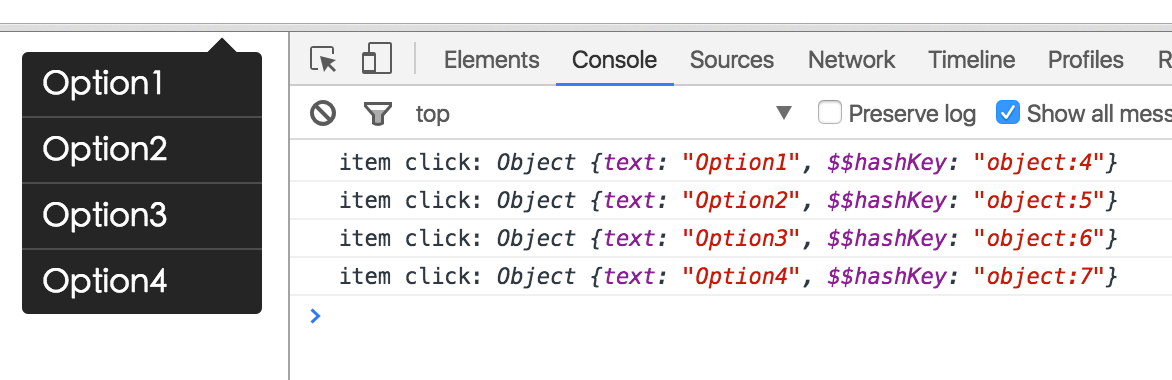 Option1
Option2
Option3
Option4
Elements Console Sources Network Timeline Profiles R
top Preserve log Show all mess
item click: Object {text: "Option1", $$hashKey: "object:4"}
item click: Object {text: "Option2", $$hashKey: "object:5"}
item click: Object {text: "Option3", $$hashKey: "object:6"}
item click: Object {text: "Option4", $$hashKey: "object:7"}
>